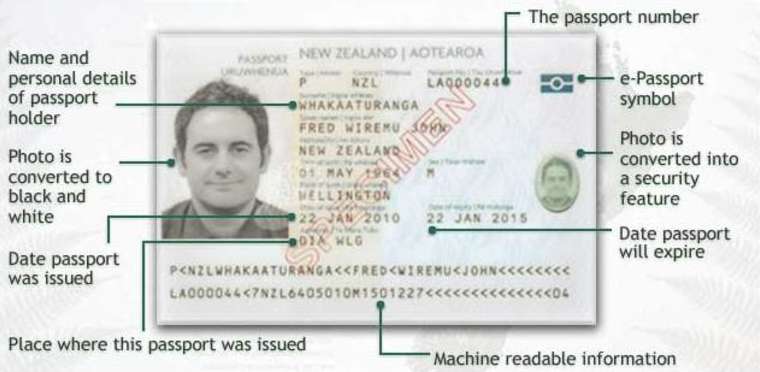 The passport number
Name and
personal details
of passport
holder
Photo is
converted to
black and
white
Date passport
was issued
Place where this passport was issued
PASSPORT
URUWHENUA
NEW ZEALAND | AOTEAROA
P NZL LA000044
WHAKAATURANGA
FRED WIREMU JOHN
NEW ZEALAND
01 MAY 1964 M
WELLINGTON
22 JAN 2010 22 JAN 2015
DIA WLG
SPECIMEN
P<NZLWHAKAATURANGA<<FRED<WIREMU<JOHN<<<<<<<<
LA000044<7NZL6405010M1501227<<<<<<<<<<<<<<04
e-Passport
symbol
Photo is
converted into
a security
feature
Date passport
will expire
Machine readable information